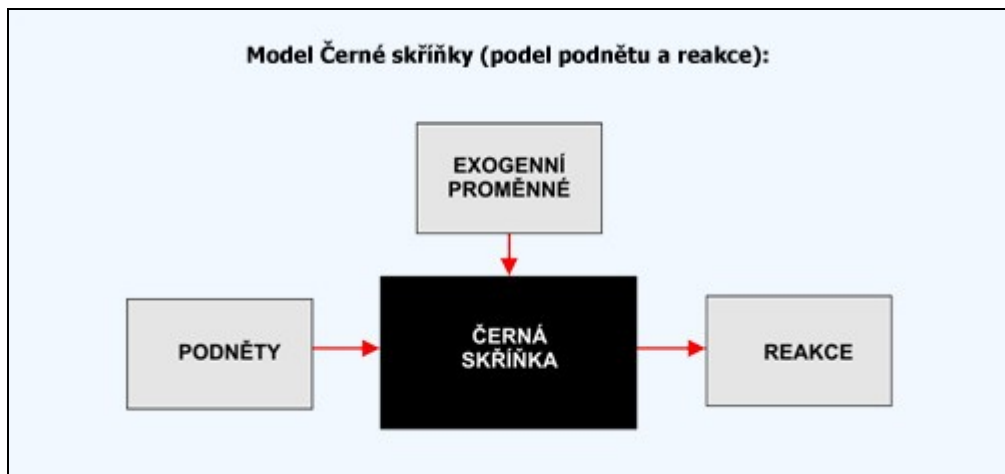 Model Černé skříňky (podel podnětu a reakce):
EXOGENNÍ
PROMĚNNÉ
PODNĚTY
ČERNÁ
SKŘÍŇKA
REAKCE